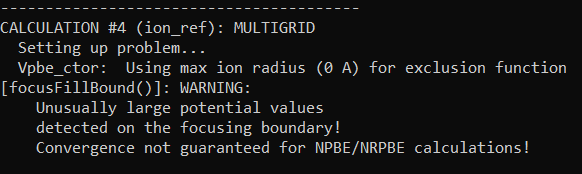 ----------------------------------------
CALCULATION #4 (ion_ref): MULTIGRID
Setting up problem...
Vpbe_ctor:  Using max ion radius (0 A) for exclusion function
[focusFillBound()]: WARNING:
Unusually large potential values
detected on the focusing boundary!
Convergence not guaranteed for NPBE/NRPBE calculations!